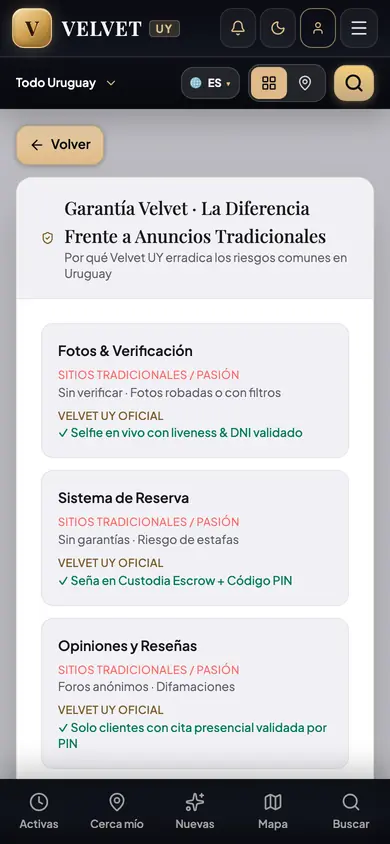 V VELVET UY
Todo Uruguay
ES
Volver
Garantía Velvet · La Diferencia
Frente a Anuncios Tradicionales
Por qué Velvet UY erradica los riesgos comunes en
Uruguay
Fotos & Verificación
SITIOS TRADICIONALES / PASIÓN
Sin verificar · Fotos robadas o con filtros
VELVET UY OFICIAL
✓ Selfie en vivo con liveness & DNI validado
Sistema de Reserva
SITIOS TRADICIONALES / PASIÓN
Sin garantías · Riesgo de estafas
VELVET UY OFICIAL
✓ Seña en Custodia Escrow + Código PIN
Opiniones y Reseñas
SITIOS TRADICIONALES / PASIÓN
Foros anónimos · Difamaciones
VELVET UY OFICIAL
✓ Solo clientes con cita presencial validada por
PIN
Activas Cerca mío Nuevas Mapa Buscar